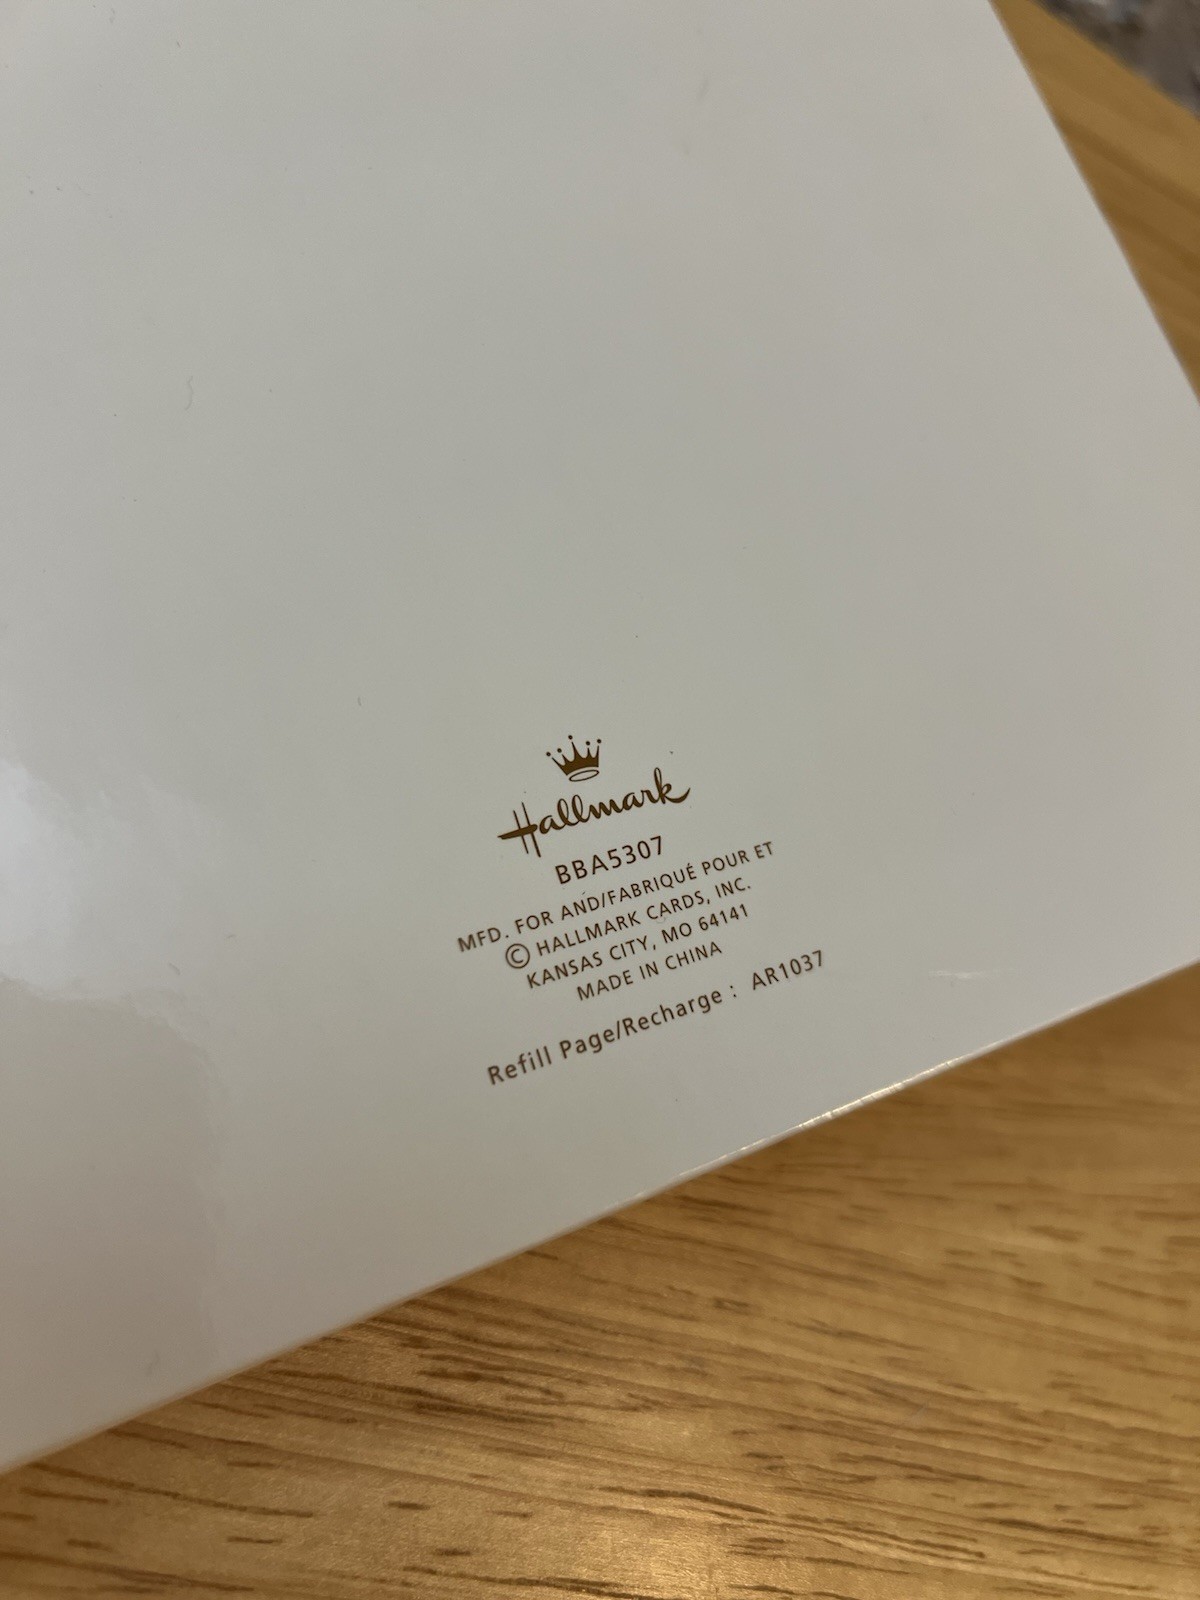 Hallmark
BBA5307
MFD. FOR AND/FABRIQUÉ POUR ET
© HALLMARK CARDS, INC.
KANSAS CITY, MO 64141
MADE IN CHINA
Refill Page/Recharge : AR1037